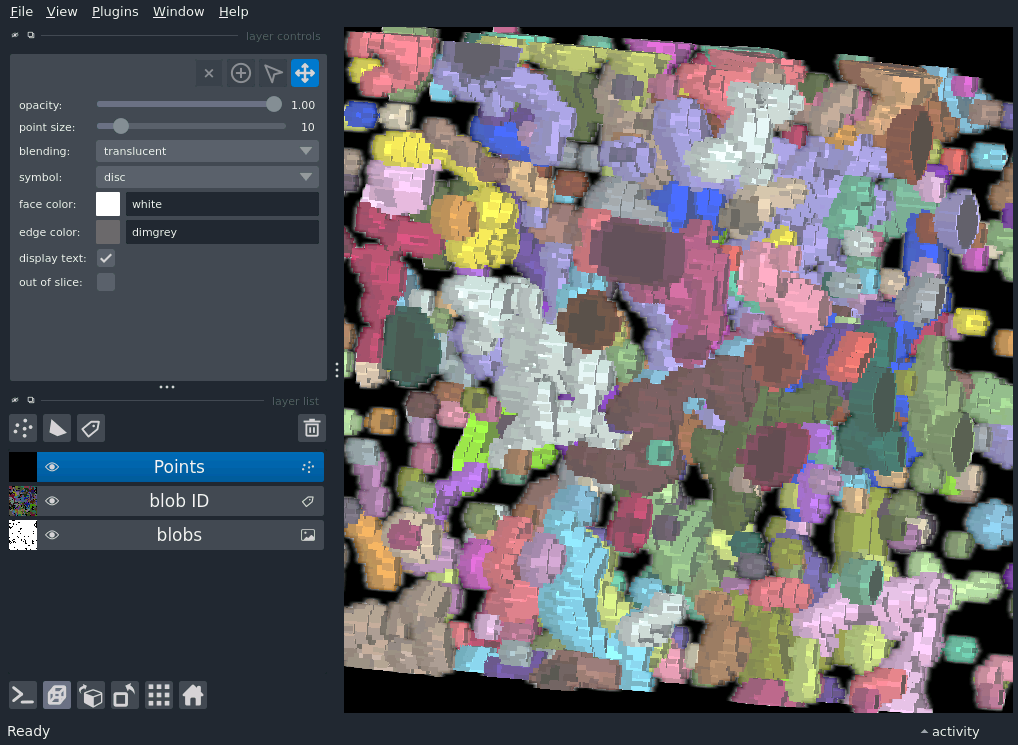 File View Plugins Window Help
layer controls
opacity: 1.00
point size: 10
blending: translucent
symbol: disc
face color: white
edge color: dimgrey
display text:
out of slice:
layer list
Points
blob ID
blobs
Ready activity